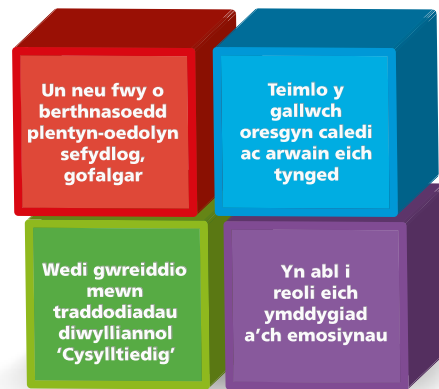 Un neu fwy o
berthnasoedd
plentyn-oedolyn
sefydlog,
gofalgar
Teimlo y
gallwch
oresgyn caledi
ac arwain eich
tynged
Wedi gwreiddio
mewn
traddodiadau
diwylliannol
‘Cysylltiedig’
Yn abl i
reoli eich
ymddygiad
a’ch emosiynau